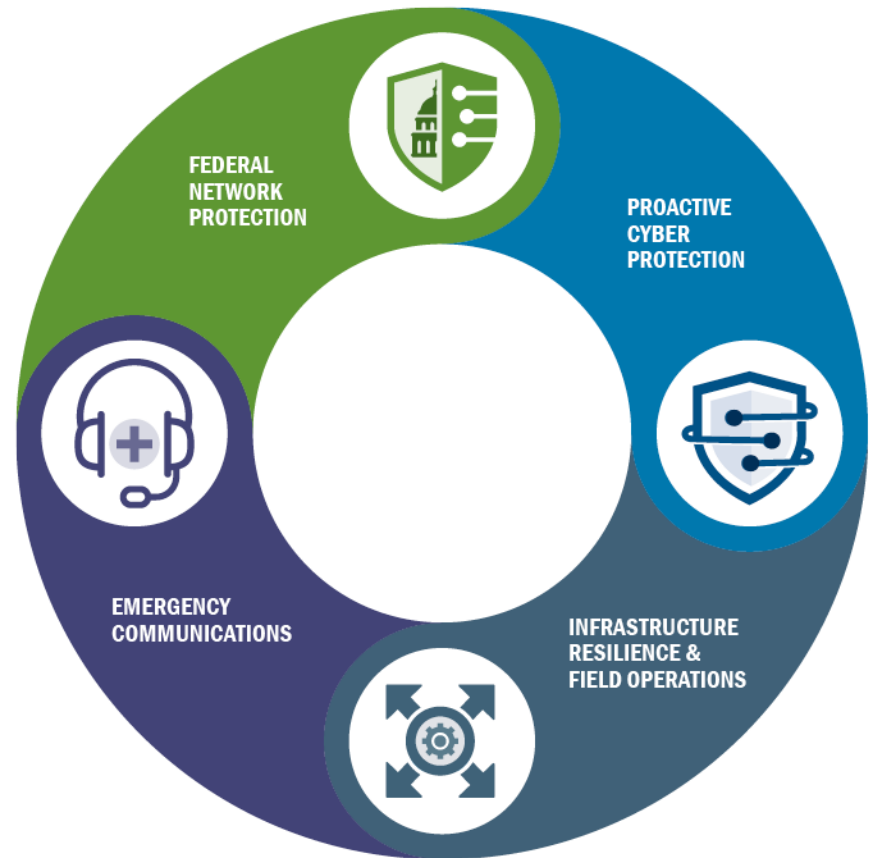 FEDERAL
NETWORK
PROTECTION
PROACTIVE
CYBER
PROTECTION
EMERGENCY
COMMUNICATIONS
INFRASTRUCTURE
RESILIENCE &
FIELD OPERATIONS